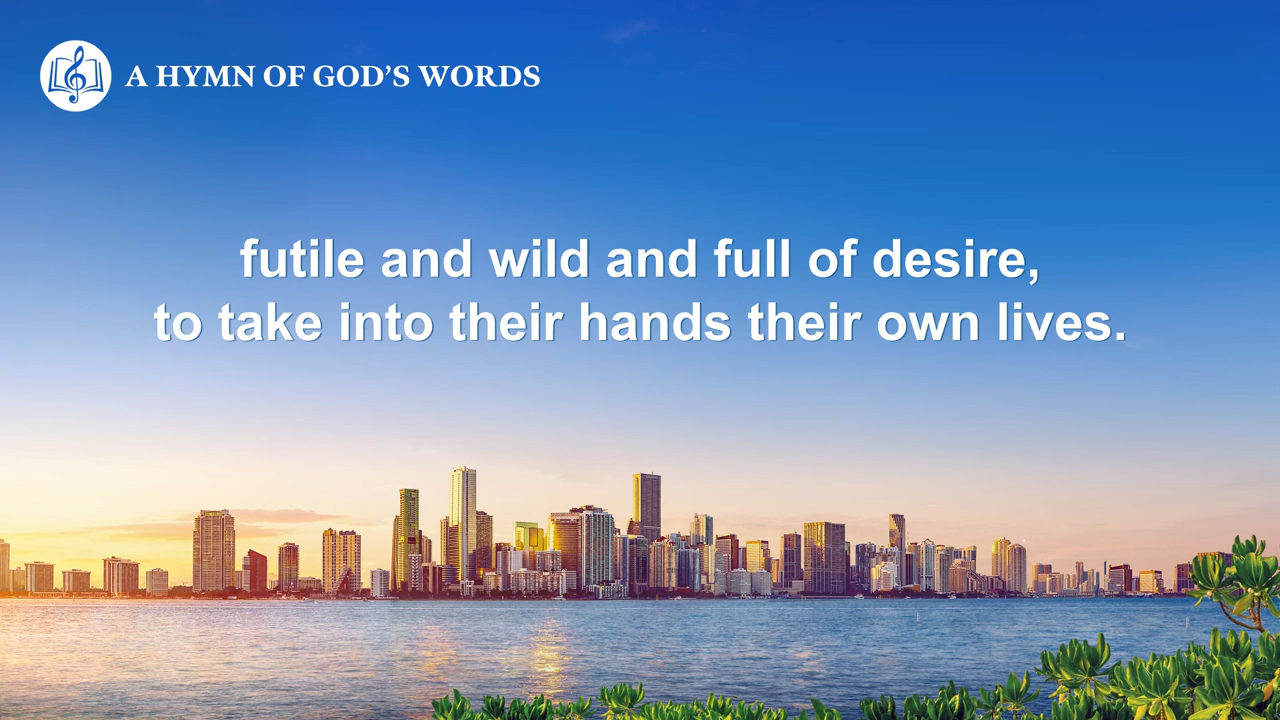 A HYMN OF GOD'S WORDS
futile and wild and full of desire,
to take into their hands their own lives.